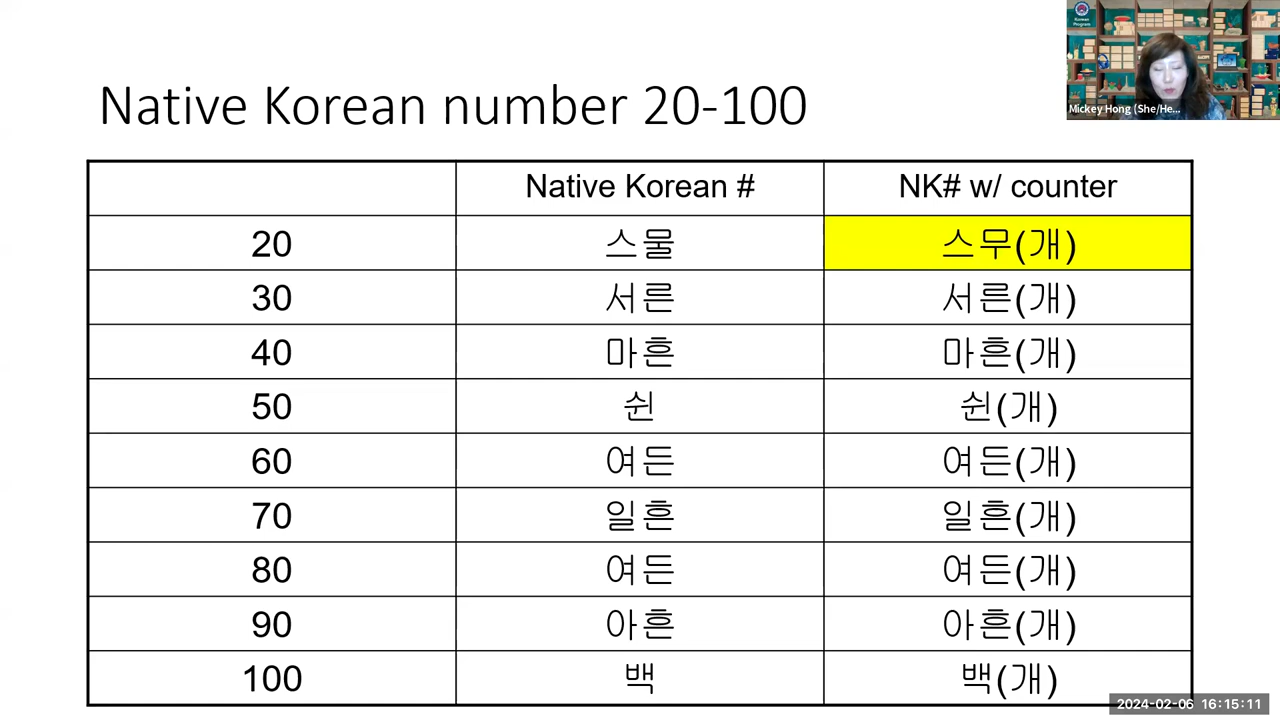 Korean
Program
Mickey Hong (She/He...
Native Korean number 20-100
Native Korean # NK# w/ counter
20 스물 스무(개)
30 서른 서른(개)
40 마흔 마흔(개)
50 쉰 쉰(개)
60 여든 여든(개)
70 일흔 일흔(개)
80 여든 여든(개)
90 아흔 아흔(개)
100 백 백(개)
2024-02-06 16:15:11